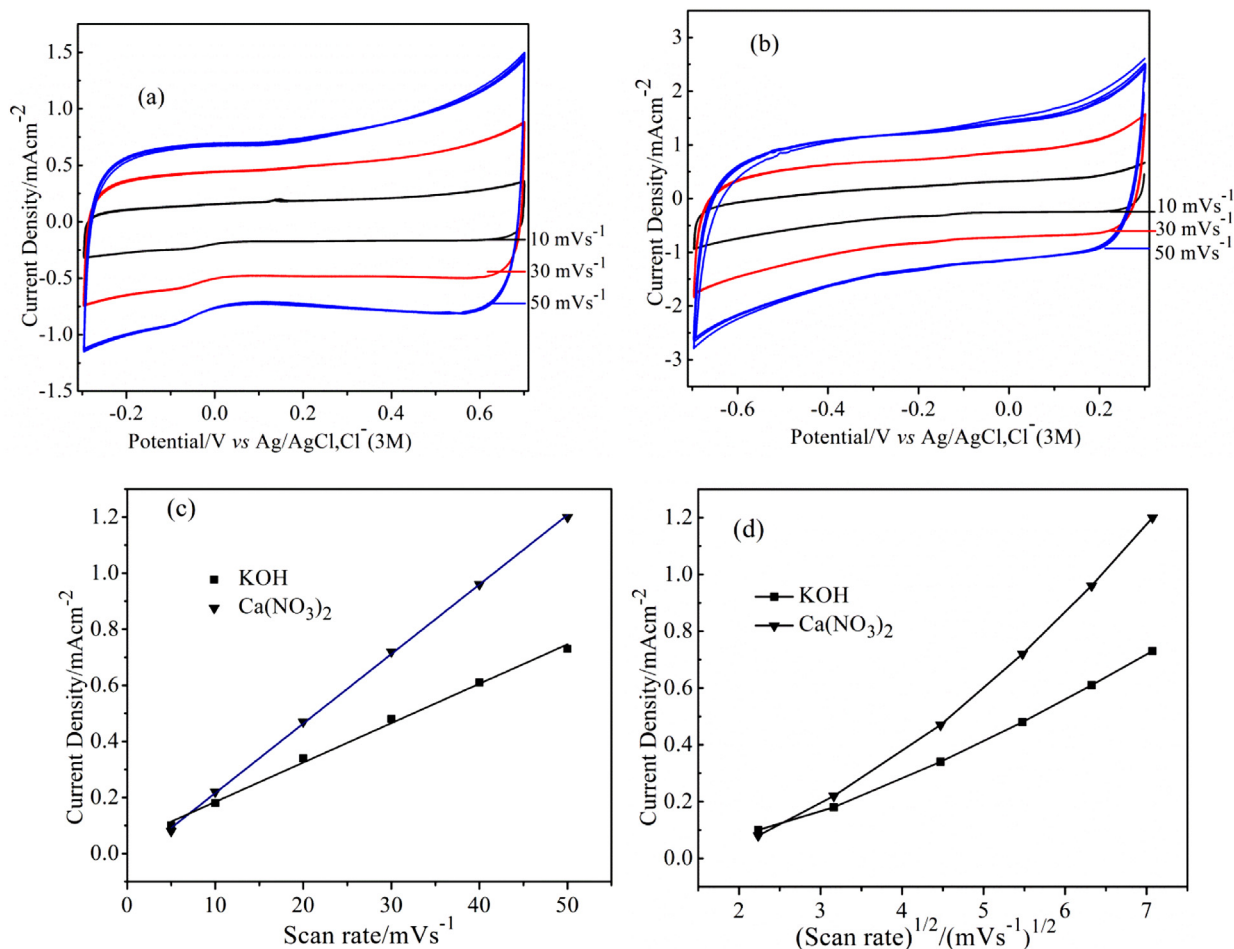 (a)
1.5
1.0
0.5
0.0
-0.5
-1.0
-1.5
Current Density/mAcm⁻²
10 mVs⁻¹
30 mVs⁻¹
50 mVs⁻¹
-0.2 0.0 0.2 0.4 0.6
Potential/V vs Ag/AgCl,Cl⁻(3M)
(b)
3
2
1
0
-1
-2
-3
Current Density/mAcm⁻²
10 mVs⁻¹
30 mVs⁻¹
50 mVs⁻¹
-0.6 -0.4 -0.2 0.0 0.2
Potential/V vs Ag/AgCl,Cl⁻(3M)
(c)
KOH
Ca(NO₃)₂
1.2
1.0
0.8
0.6
0.4
0.2
0.0
Current Density/mAcm⁻²
0 10 20 30 40 50
Scan rate/mVs⁻¹
(d)
KOH
Ca(NO₃)₂
1.2
1.0
0.8
0.6
0.4
0.2
0.0
Current Density/mAcm⁻²
2 3 4 5 6 7
(Scan rate)¹ᐟ²/(mVs⁻¹)¹ᐟ²